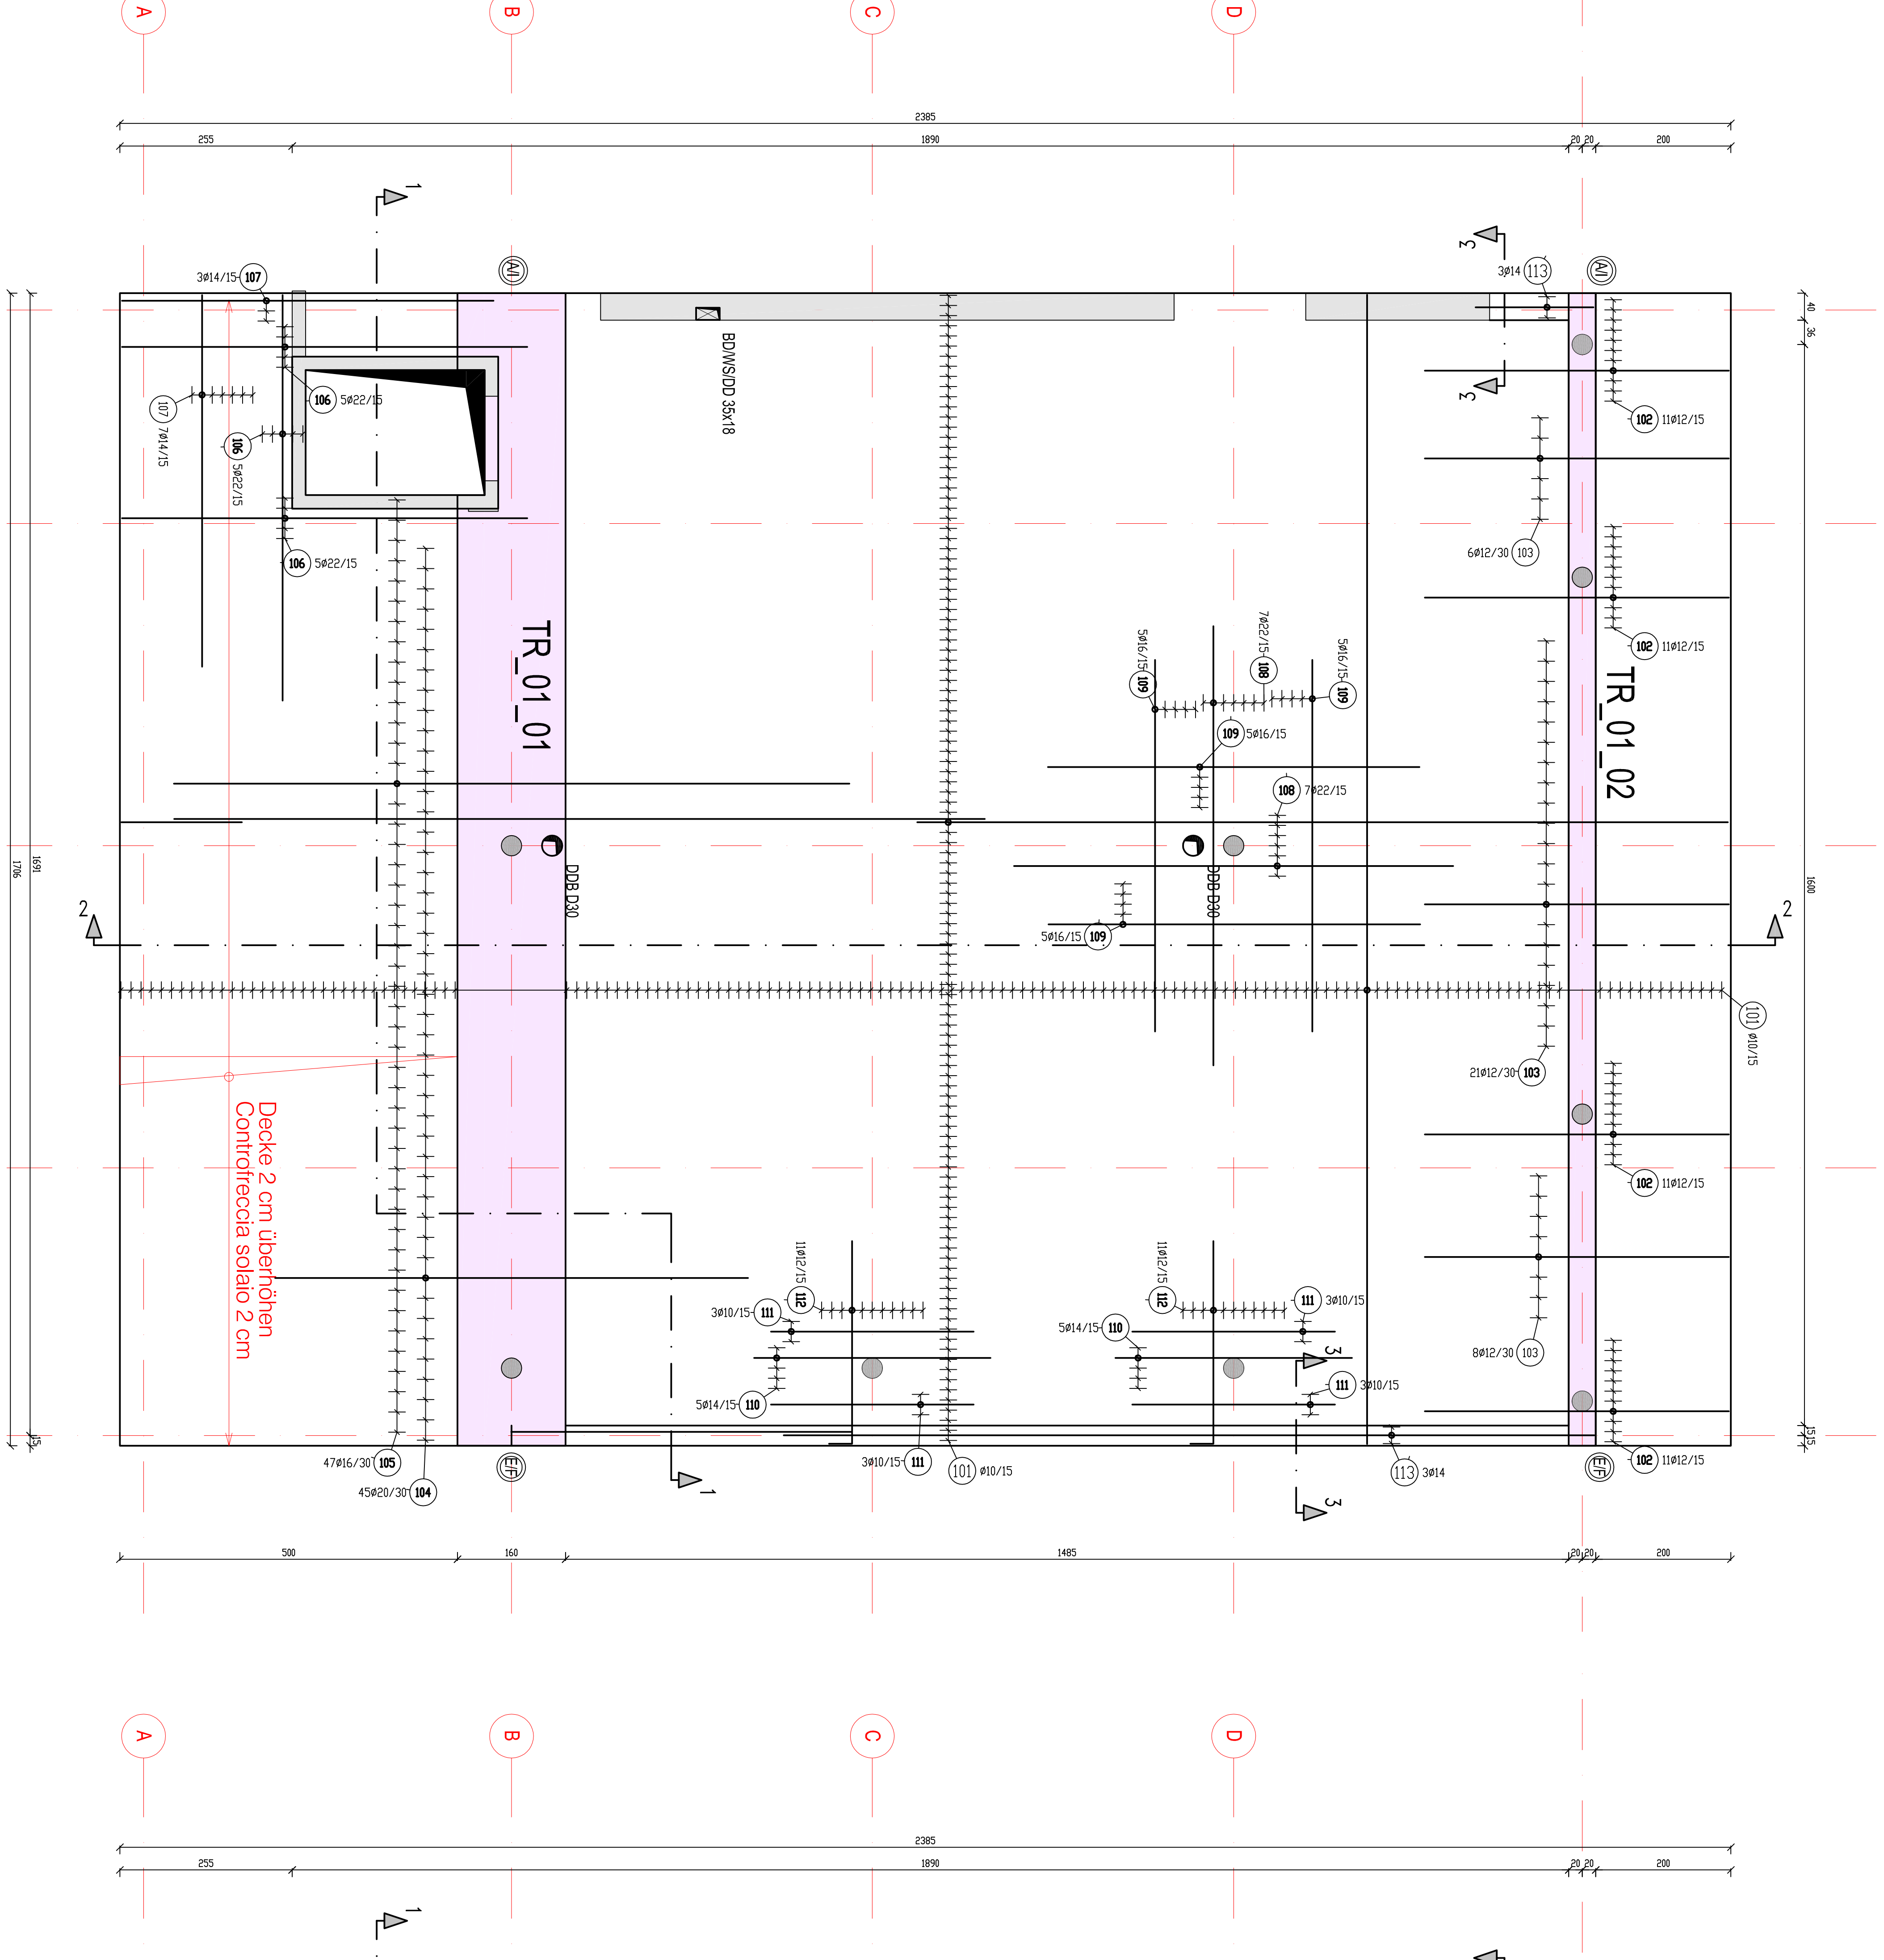 A
B
C
D
2385
255
1890
20
20
200
1
3
3
A/I
A/I
3ø14/15
107
3ø14
113
40
36
BD/WS/DD 35x18
102
11ø12/15
106
5ø22/15
107
7ø14/15
106
5ø22/15
106
5ø22/15
6ø12/30
103
TR_01_01
TR_01_02
102
11ø12/15
5ø16/15
109
7ø22/15
108
5ø16/15
109
109
5ø16/15
108
7ø22/15
DDB D30
DDB D30
1691
1706
1600
2
2
5ø16/15
109
101
ø10/15
21ø12/30
103
Decke 2 cm überhöhen
Controfreccia solaio 2 cm
102
11ø12/15
11ø12/15
112
11ø12/15
112
3ø10/15
111
111
3ø10/15
5ø14/15
110
8ø12/30
103
3
5ø14/15
110
111
3ø10/15
15
15
15
47ø16/30
105
E/F
3ø10/15
111
101
ø10/15
113
3ø14
E/F
102
11ø12/15
45ø20/30
104
1
3
500
160
1485
20
20
200
A
B
C
D
2385
255
1890
20
20
200
1